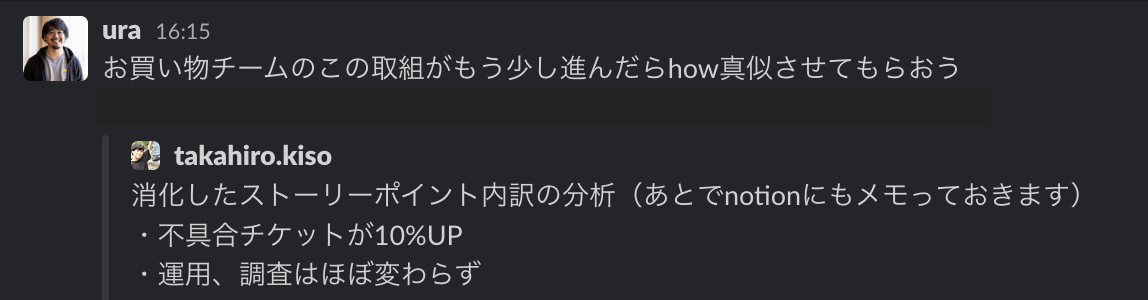 ura 16:15
お買い物チームのこの取組がもう少し進んだらhow真似させてもらおう
takahiro.kiso
消化したストーリーポイント内訳の分析（あとでnotionにもメモっておきます）
・不具合チケットが10%UP
・運用、調査はほぼ変わらず